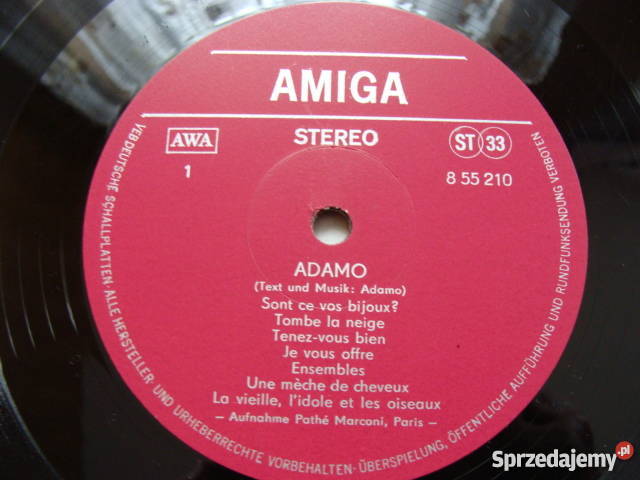 AMIGA
AWA
STEREO
ST 33
1
8 55 210
ADAMO
(Text und Musik: Adamo)
Sont ce vos bijoux?
Tombe la neige
Tenez-vous bien
Je vous offre
Ensembles
Une mèche de cheveux
La vieille, l'idole et les oiseaux
— Aufnahme Pathé Marconi, Paris —
VEB DEUTSCHE SCHALLPLATTEN · ALLE HERSTELLER- UND URHEBERRECHTE VORBEHALTEN · ÜBERSPIELUNG, ÖFFENTLICHE AUFFÜHRUNG UND RUNDFUNKSENDUNG VERBOTEN
Sprzedajemy.pl